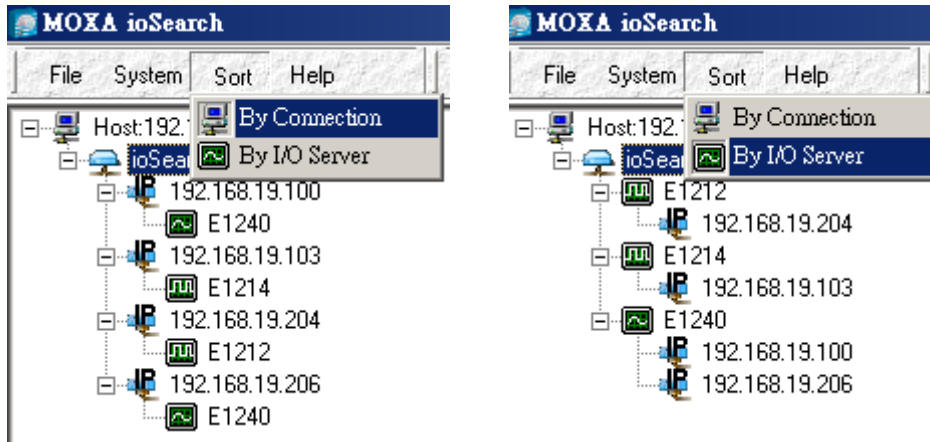 MOXA ioSearch
File System Sort Help
By Connection
By I/O Server
Host:192.
ioSea
192.168.19.100
E1240
192.168.19.103
E1214
192.168.19.204
E1212
192.168.19.206
E1240
MOXA ioSearch
File System Sort Help
By Connection
By I/O Server
Host:192.
ioSea
E1212
192.168.19.204
E1214
192.168.19.103
E1240
192.168.19.100
192.168.19.206